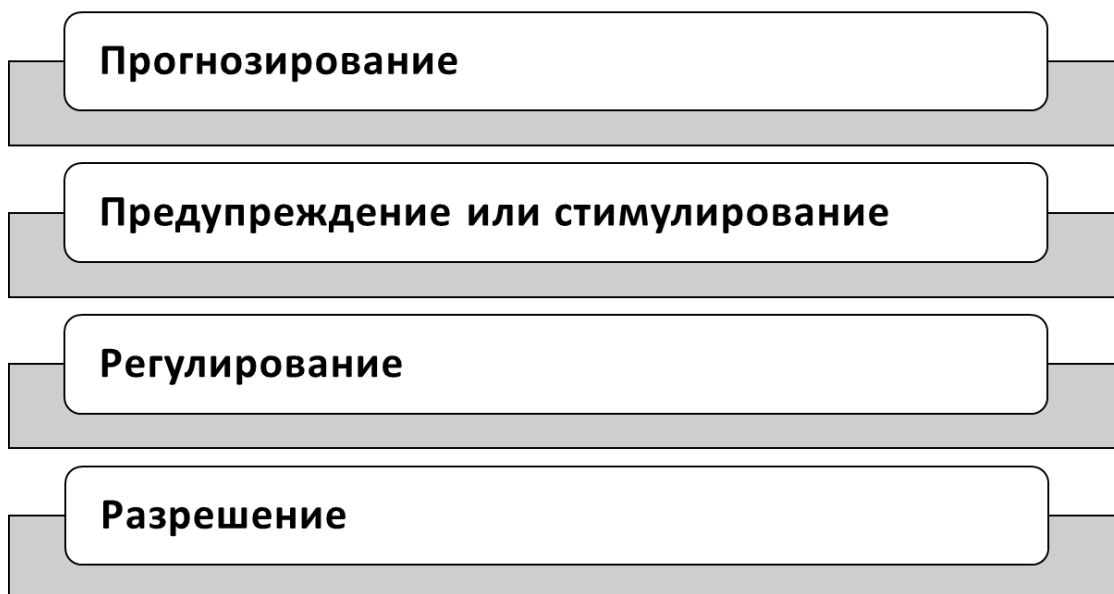 Прогнозирование
Предупреждение или стимулирование
Регулирование
Разрешение